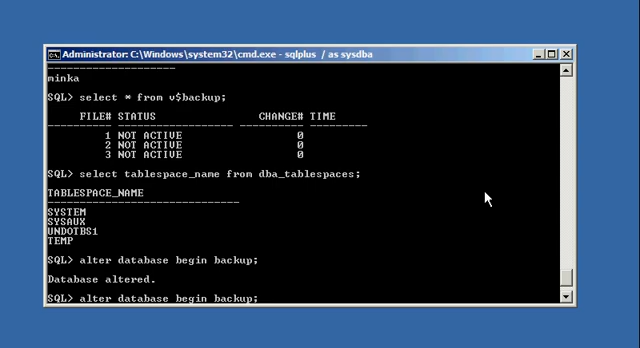 Administrator: C:\Windows\system32\cmd.exe - sqlplus / as sysdba
--------------------
minka
SQL> select * from v$backup;
FILE# STATUS CHANGE# TIME
---------- ------------------ ---------- ---------
1 NOT ACTIVE 0
2 NOT ACTIVE 0
3 NOT ACTIVE 0
SQL> select tablespace_name from dba_tablespaces;
TABLESPACE_NAME
------------------------------
SYSTEM
SYSAUX
UNDOTBS1
TEMP
SQL> alter database begin backup;
Database altered.
SQL> alter database begin backup;